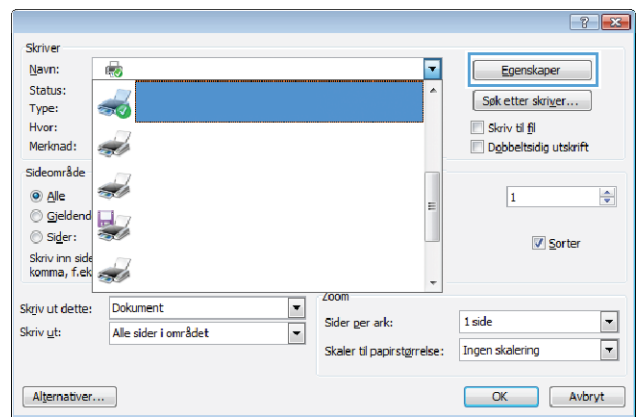 Skriver
Navn:
Egenskaper
Status:
Søk etter skriver...
Type:
Hvor:
Skriv til fil
Merknad:
Dobbeltsidig utskrift
Sideområde
Alle
1
Gjeldend
Sider:
Sorter
Skriv inn side
komma, f.ek
Zoom
Skriv ut dette: Dokument
Sider per ark: 1 side
Skriv ut: Alle sider i området
Skaler til papirstørrelse: Ingen skalering
Alternativer...
OK
Avbryt